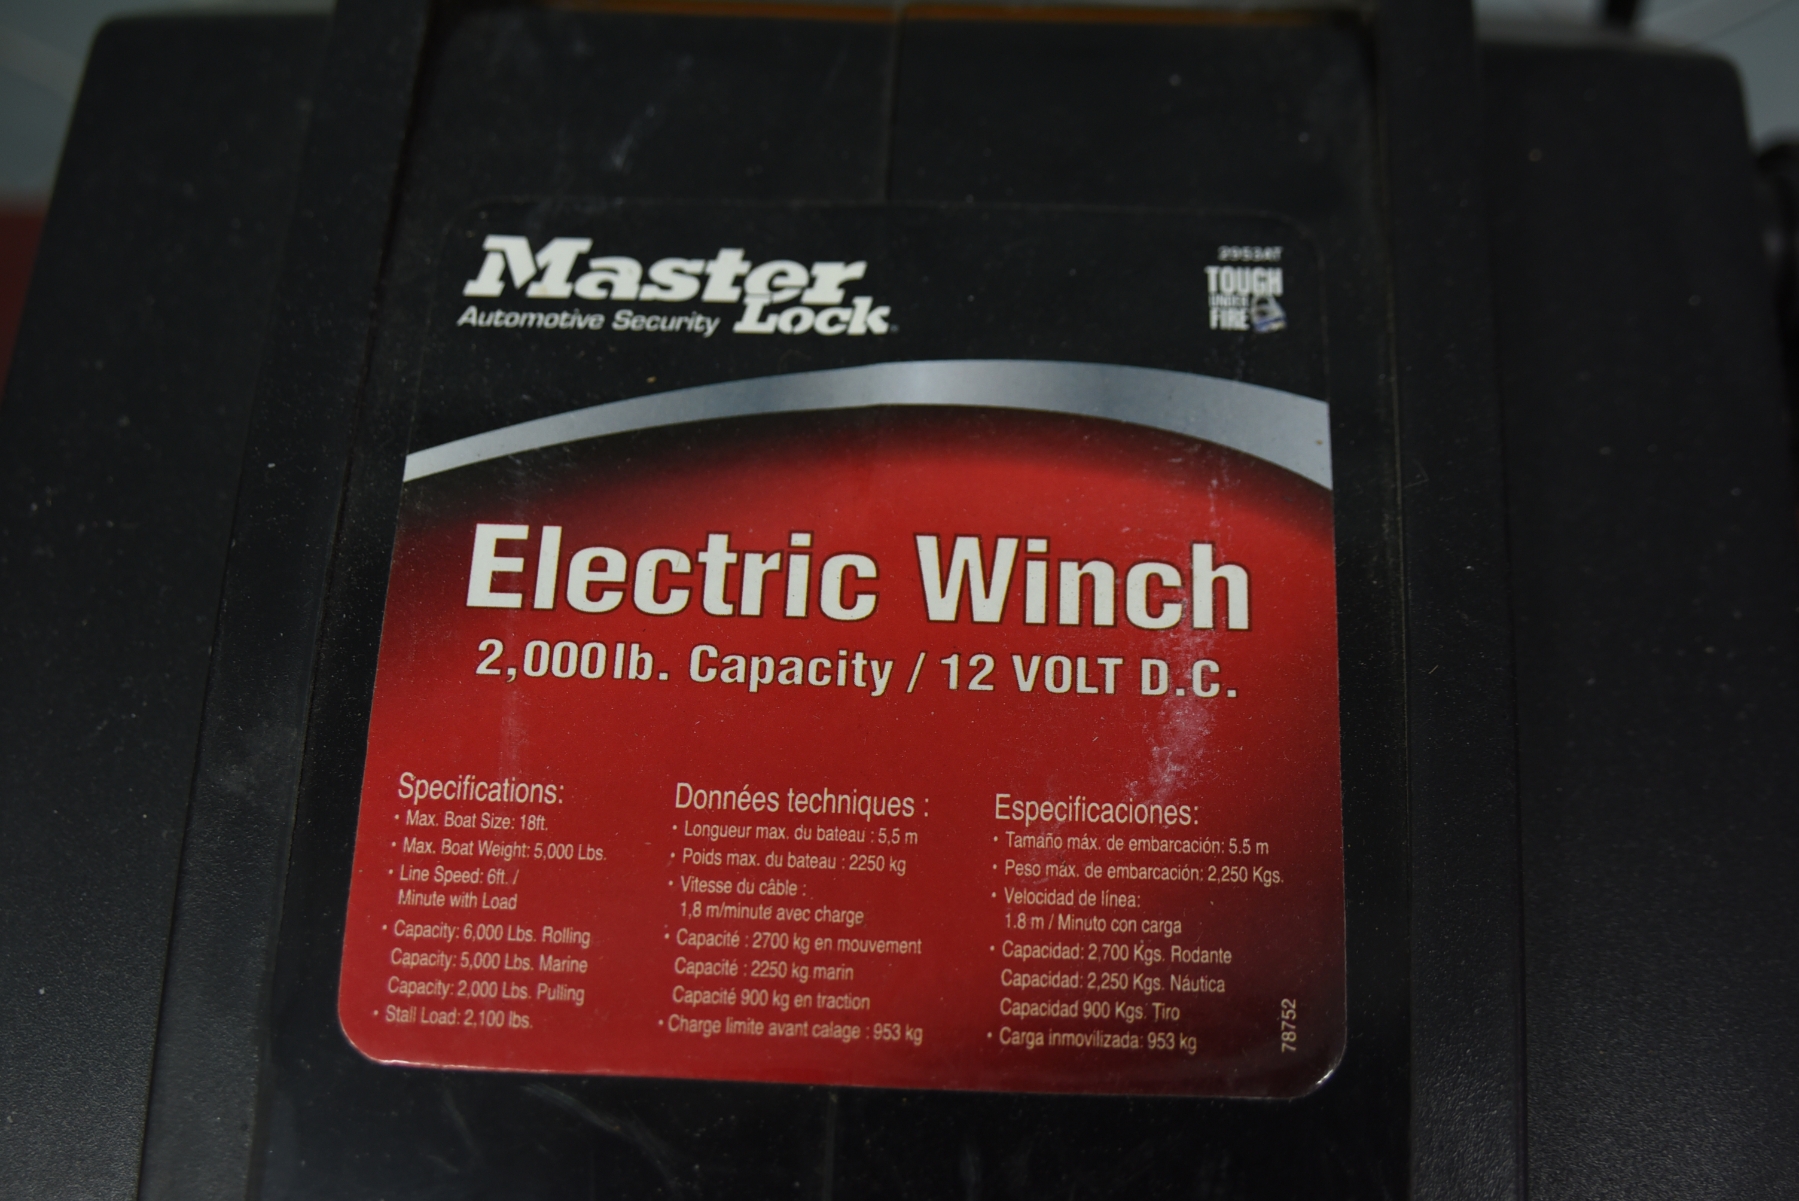 Master
Lock
Automotive Security
2953AT
TOUGH
UNDER
FIRE
Electric Winch
2,000lb. Capacity / 12 VOLT D.C.
Specifications:
• Max. Boat Size: 18ft.
• Max. Boat Weight: 5,000 Lbs.
• Line Speed: 6ft. /
Minute with Load
• Capacity: 6,000 Lbs. Rolling
Capacity: 5,000 Lbs. Marine
Capacity: 2,000 Lbs. Pulling
• Stall Load: 2,100 lbs.
Données techniques :
• Longueur max. du bateau : 5,5 m
• Poids max. du bateau : 2250 kg
• Vitesse du câble :
1,8 m/minute avec charge
• Capacité : 2700 kg en mouvement
Capacité : 2250 kg marin
Capacité 900 kg en traction
• Charge limite avant calage : 953 kg
Especificaciones:
• Tamaño máx. de embarcación: 5.5 m
• Peso máx. de embarcación: 2,250 Kgs.
• Velocidad de línea:
1.8 m / Minuto con carga
• Capacidad: 2,700 Kgs. Rodante
Capacidad: 2,250 Kgs. Náutica
Capacidad 900 Kgs. Tiro
• Carga inmovilizada: 953 kg
78752